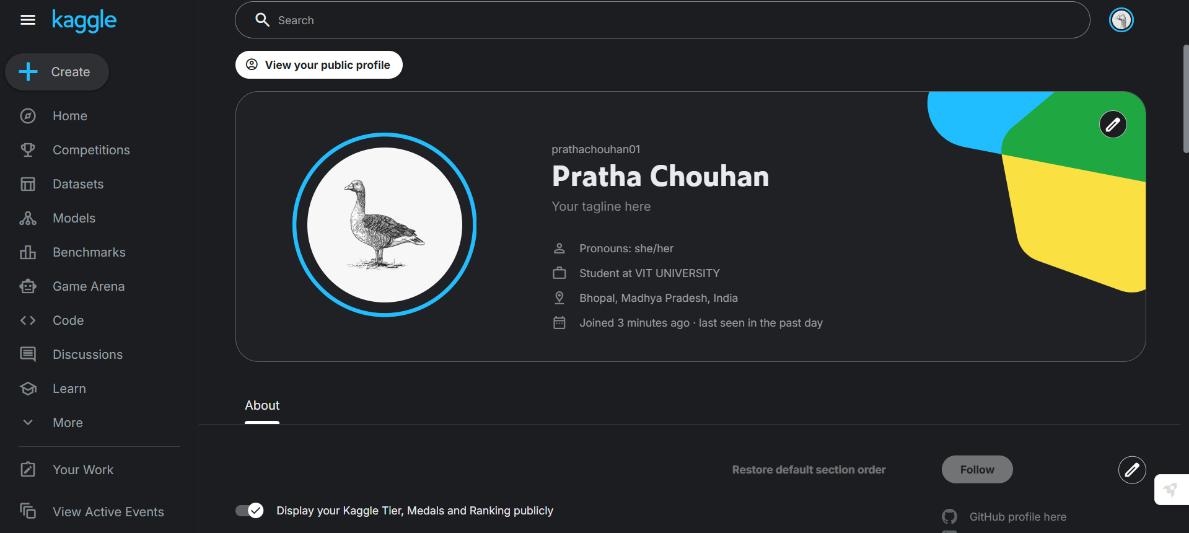 kaggle
Search
Create
View your public profile
Home
Competitions
Datasets
Models
Benchmarks
Game Arena
Code
Discussions
Learn
More
Your Work
View Active Events
prathachouhan01
Pratha Chouhan
Your tagline here
Pronouns: she/her
Student at VIT UNIVERSITY
Bhopal, Madhya Pradesh, India
Joined 3 minutes ago · last seen in the past day
About
Restore default section order
Follow
Display your Kaggle Tier, Medals and Ranking publicly
GitHub profile here